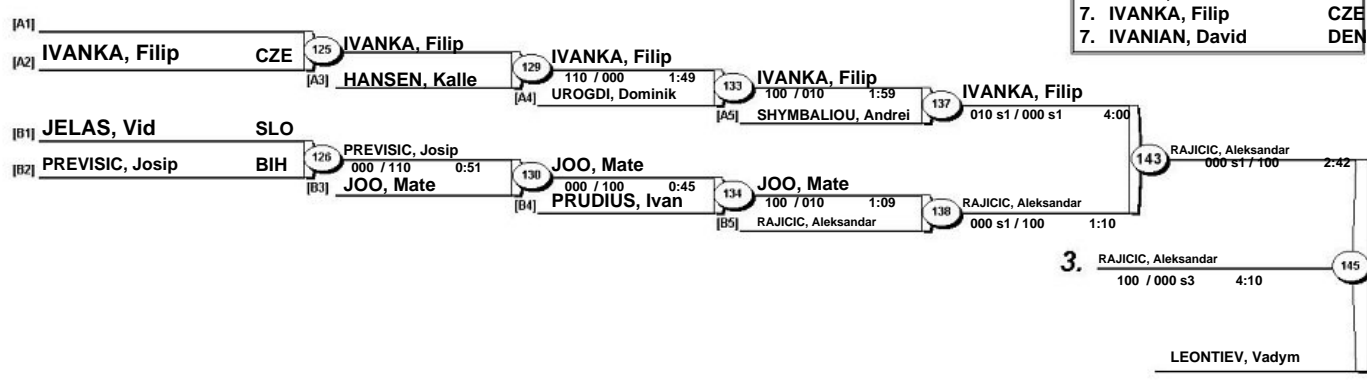 7. IVANKA, Filip CZE
7. IVANIAN, David DEN
[A1]
[A2] IVANKA, Filip CZE
125
IVANKA, Filip
[A3] HANSEN, Kalle
129
IVANKA, Filip
110 / 000 1:49
[A4] UROGDI, Dominik
133
IVANKA, Filip
100 / 010 1:59
[A5] SHYMBALIOU, Andrei
137
IVANKA, Filip
010 s1 / 000 s1 4:00
[B1] JELAS, Vid SLO
[B2] PREVISIC, Josip BIH
126
PREVISIC, Josip
000 / 110 0:51
[B3] JOO, Mate
130
JOO, Mate
000 / 100 0:45
[B4] PRUDIUS, Ivan
134
JOO, Mate
100 / 010 1:09
[B5] RAJICIC, Aleksandar
138
RAJICIC, Aleksandar
000 s1 / 100 1:10
143
RAJICIC, Aleksandar
000 s1 / 100 2:42
3. RAJICIC, Aleksandar
100 / 000 s3 4:10
145
LEONTIEV, Vadym